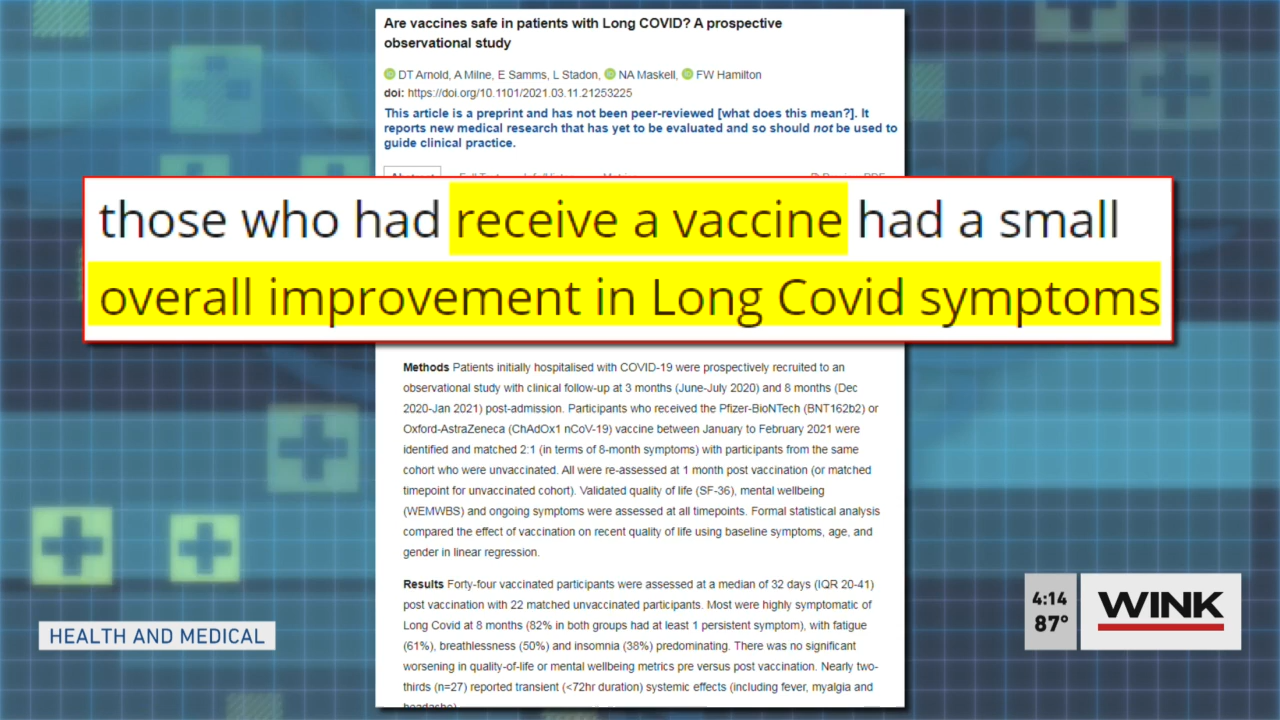 Are vaccines safe in patients with Long COVID? A prospective
observational study
DT Arnold, A Milne, E Samms, L Stadon, NA Maskell, FW Hamilton
doi: https://doi.org/10.1101/2021.03.11.21253225
This article is a preprint and has not been peer-reviewed [what does this mean?]. It
reports new medical research that has yet to be evaluated and so should not be used to
guide clinical practice.
those who had receive a vaccine had a small
overall improvement in Long Covid symptoms
Methods Patients initially hospitalised with COVID-19 were prospectively recruited to an
observational study with clinical follow-up at 3 months (June-July 2020) and 8 months (Dec
2020-Jan 2021) post-admission. Participants who received the Pfizer-BioNTech (BNT162b2) or
Oxford-AstraZeneca (ChAdOx1 nCoV-19) vaccine between January to February 2021 were
identified and matched 2:1 (in terms of 8-month symptoms) with participants from the same
cohort who were unvaccinated. All were re-assessed at 1 month post vaccination (or matched
timepoint for unvaccinated cohort). Validated quality of life (SF-36), mental wellbeing
(WEMWBS) and ongoing symptoms were assessed at all timepoints. Formal statistical analysis
compared the effect of vaccination on recent quality of life using baseline symptoms, age, and
gender in linear regression.
Results Forty-four vaccinated participants were assessed at a median of 32 days (IQR 20-41)
post vaccination with 22 matched unvaccinated participants. Most were highly symptomatic of
Long Covid at 8 months (82% in both groups had at least 1 persistent symptom), with fatigue
(61%), breathlessness (50%) and insomnia (38%) predominating. There was no significant
worsening in quality-of-life or mental wellbeing metrics pre versus post vaccination. Nearly two-
thirds (n=27) reported transient (<72hr duration) systemic effects (including fever, myalgia and
headache).
HEALTH AND MEDICAL
4:14
87°
WINK